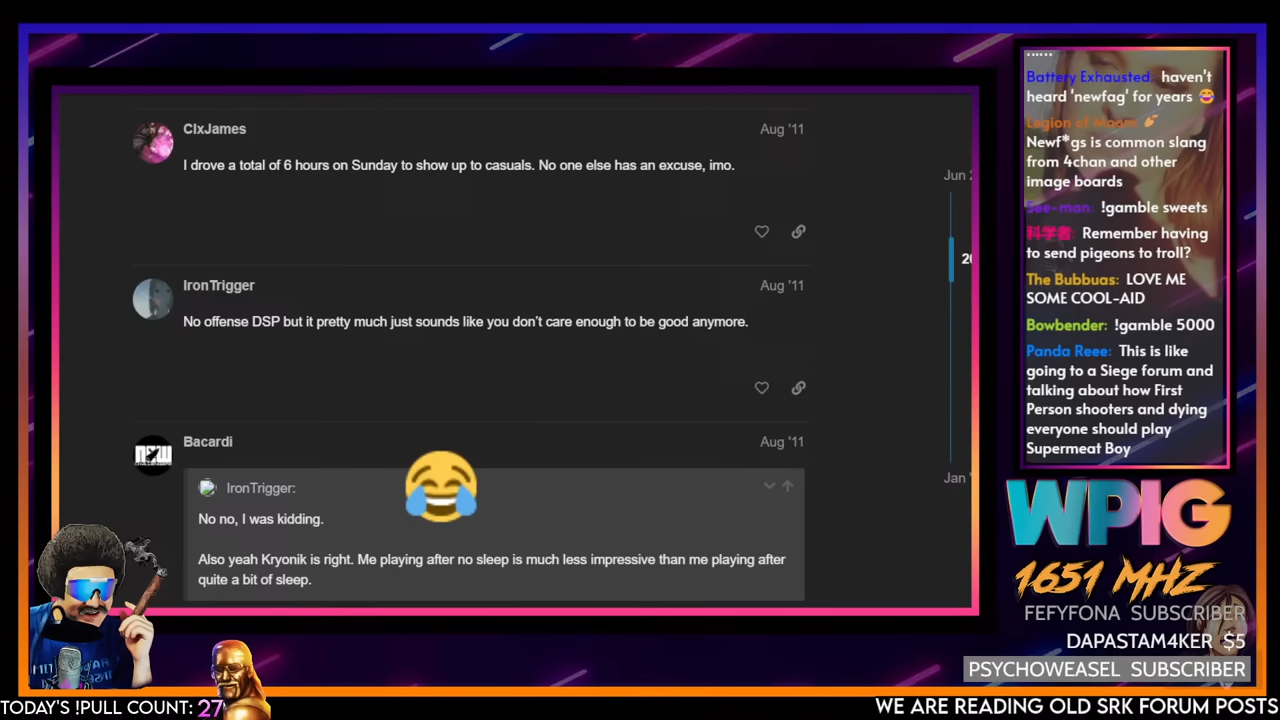 ClxJames
Aug '11
I drove a total of 6 hours on Sunday to show up to casuals. No one else has an excuse, imo.
IronTrigger
Aug '11
No offense DSP but it pretty much just sounds like you don't care enough to be good anymore.
Bacardi
Aug '11
IronTrigger:
No no, I was kidding.
Also yeah Kryonik is right. Me playing after no sleep is much less impressive than me playing after
quite a bit of sleep.
Jun 2
20
Jan '
Battery Exhausted: haven't
heard 'newfag' for years 😂
Legion of Moom:
Newf*gs is common slang
from 4chan and other
image boards
See-man: !gamble sweets
科学者: Remember having
to send pigeons to troll?
The Bubbuas: LOVE ME
SOME COOL-AID
Bowbender: !gamble 5000
Panda Reee: This is like
going to a Siege forum and
talking about how First
Person shooters and dying
everyone should play
Supermeat Boy
WPIG
1651 MHZ
FEFYFONA SUBSCRIBER
DAPASTAM4KER $5
PSYCHOWEASEL SUBSCRIBER
TODAY'S !PULL COUNT: 27
WE ARE READING OLD SRK FORUM POSTS